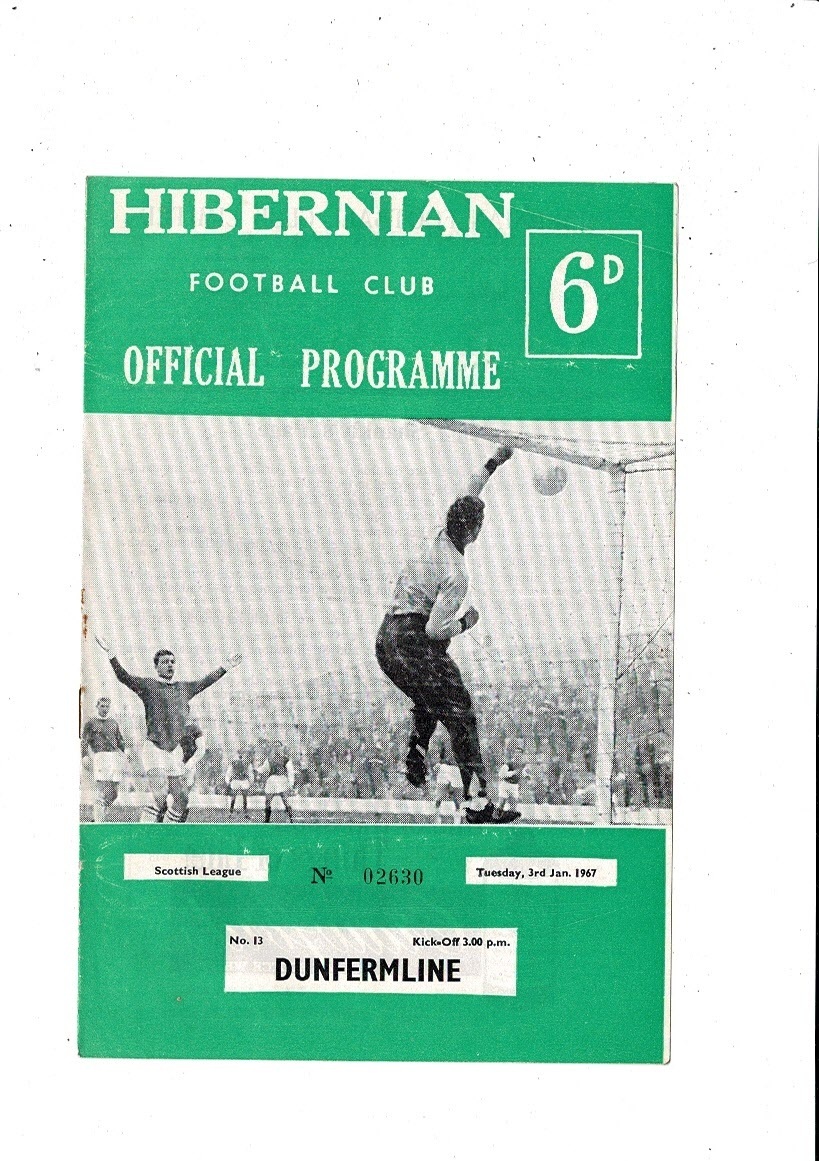 HIBERNIAN
FOOTBALL CLUB
6D
OFFICIAL PROGRAMME
Scottish League
No 02630
Tuesday, 3rd Jan. 1967
No. 13 Kick-Off 3.00 p.m.
DUNFERMLINE